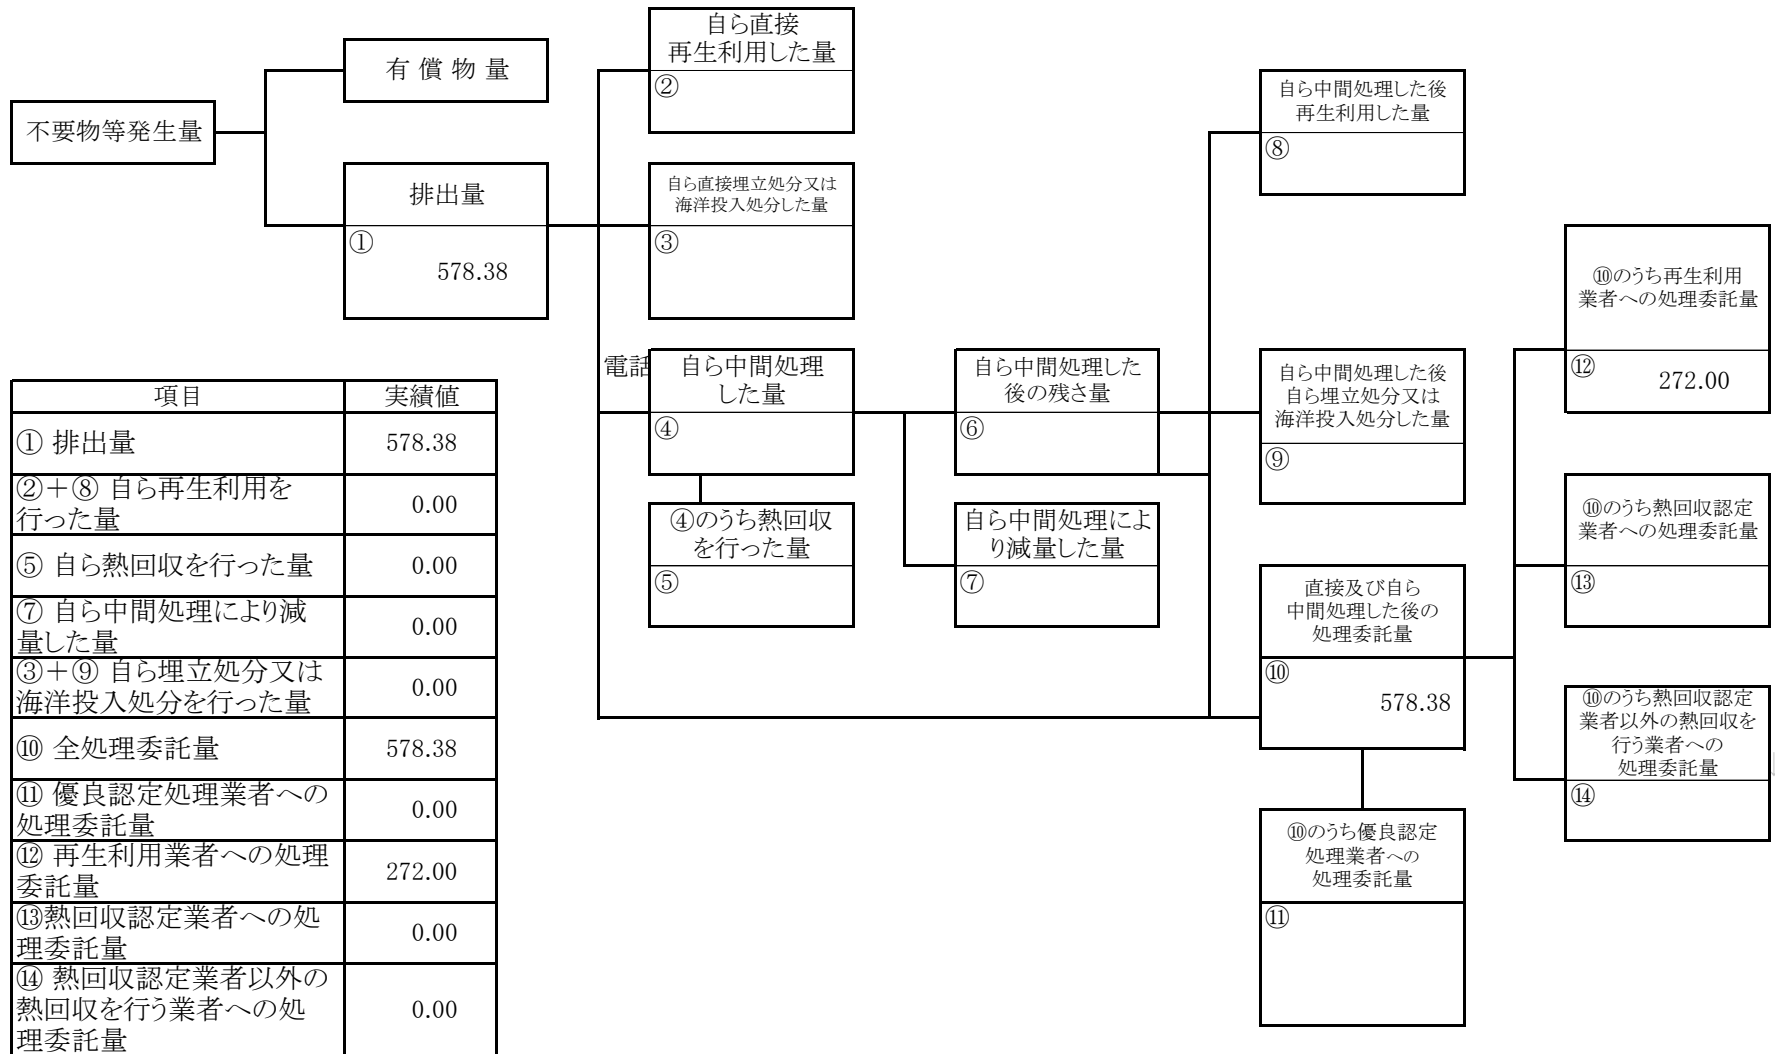 自ら直接
再生利用した量
②
有 償 物 量
不要物等発生量
排出量
①
578.38
自ら直接埋立処分又は
海洋投入処分した量
③
自ら中間処理した後
再生利用した量
⑧
⑩のうち再生利用
業者への処理委託量
⑫
272.00
電話
自ら中間処理
した量
④
自ら中間処理した
後の残さ量
⑥
自ら中間処理した後
自ら埋立処分又は
海洋投入処分した量
⑨
④のうち熱回収
を行った量
⑤
自ら中間処理によ
り減量した量
⑦
⑩のうち熱回収認定
業者への処理委託量
⑬
直接及び自ら
中間処理した後の
処理委託量
⑩
578.38
⑩のうち熱回収認定
業者以外の熱回収を
行う業者への
処理委託量
⑭
⑩のうち優良認定
処理業者への
処理委託量
⑪
項目 実績値
① 排出量 578.38
②＋⑧ 自ら再生利用を
行った量 0.00
⑤ 自ら熱回収を行った量 0.00
⑦ 自ら中間処理により減
量した量 0.00
③＋⑨ 自ら埋立処分又は
海洋投入処分を行った量 0.00
⑩ 全処理委託量 578.38
⑪ 優良認定処理業者への
処理委託量 0.00
⑫ 再生利用業者への処理
委託量 272.00
⑬熱回収認定業者への処
理委託量 0.00
⑭ 熱回収認定業者以外の
熱回収を行う業者への処
理委託量 0.00